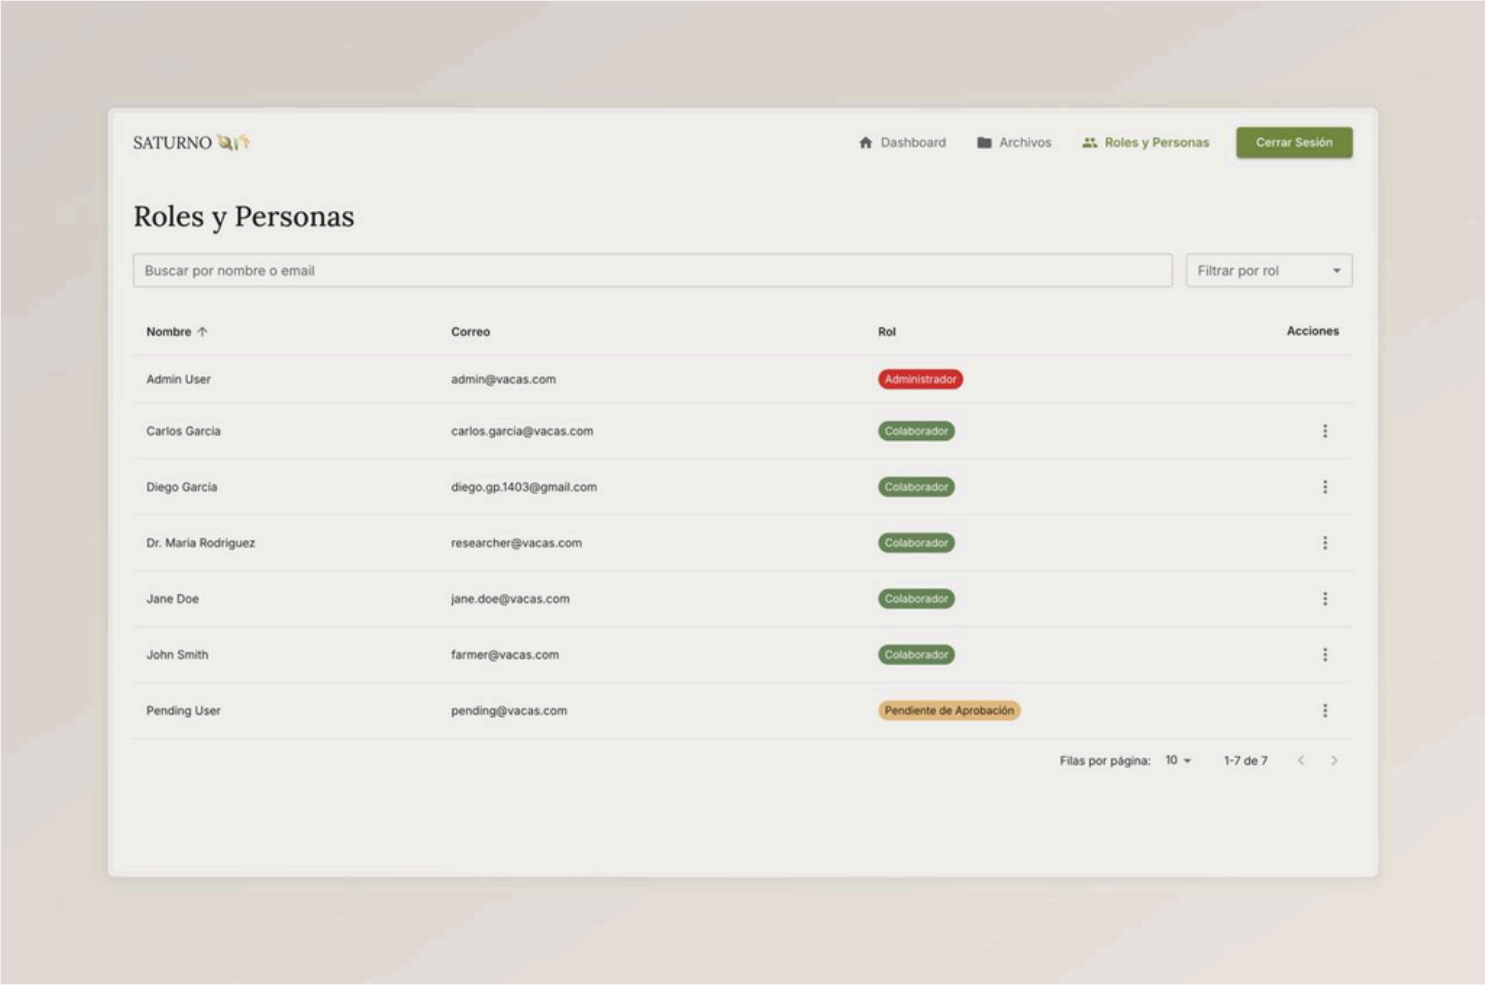 SATURNO
Dashboard Archivos Roles y Personas Cerrar Sesión
Roles y Personas
Buscar por nombre o email Filtrar por rol
Nombre Correo Rol Acciones
Admin User admin@vacas.com Administrador
Carlos Garcia carlos.garcia@vacas.com Colaborador
Diego Garcia diego.gp.1403@gmail.com Colaborador
Dr. Maria Rodriguez researcher@vacas.com Colaborador
Jane Doe jane.doe@vacas.com Colaborador
John Smith farmer@vacas.com Colaborador
Pending User pending@vacas.com Pendiente de Aprobación
Filas por página: 10 1-7 de 7